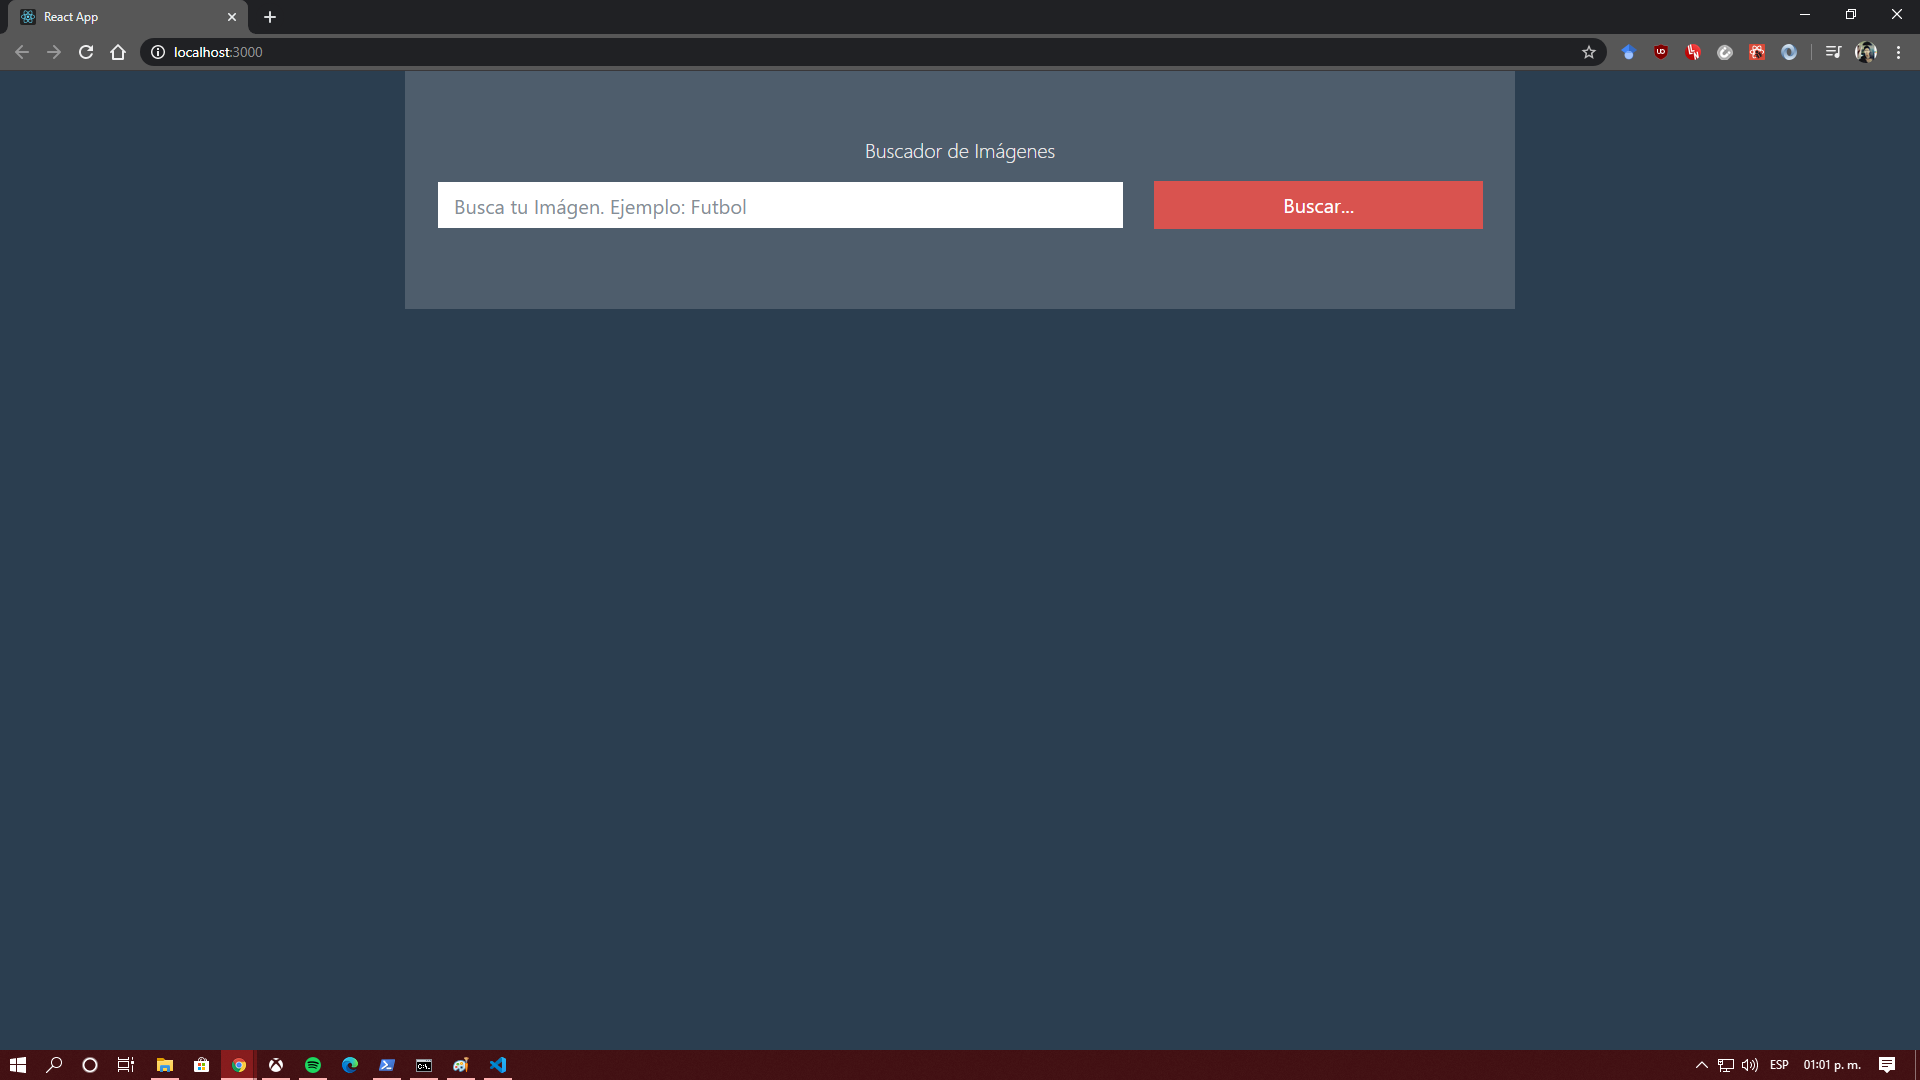 React App
localhost:3000
Buscador de Imágenes
Busca tu Imágen. Ejemplo: Futbol
Buscar...
ESP
01:01 p. m.